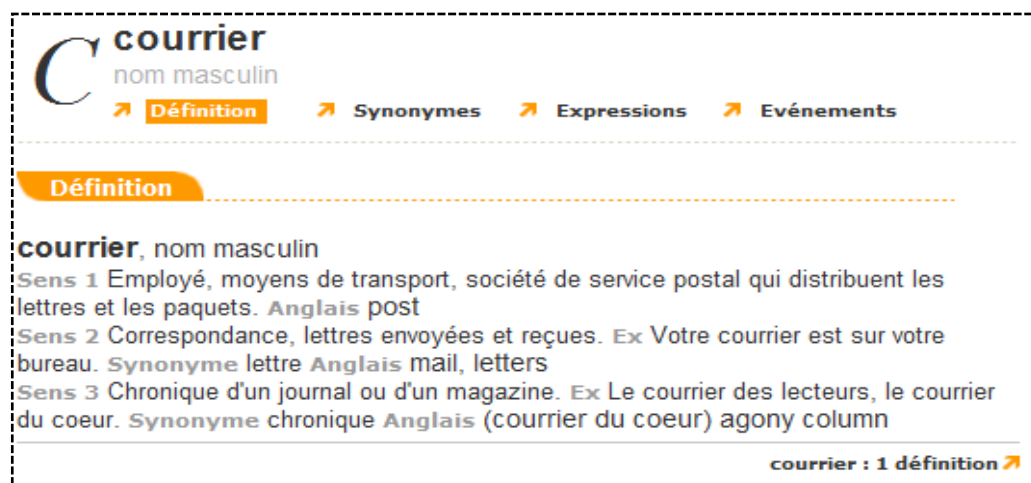 C courrier
nom masculin
Définition Synonymes Expressions Evénements
Définition
courrier, nom masculin
Sens 1 Employé, moyens de transport, société de service postal qui distribuent les
lettres et les paquets. Anglais post
Sens 2 Correspondance, lettres envoyées et reçues. Ex Votre courrier est sur votre
bureau. Synonyme lettre Anglais mail, letters
Sens 3 Chronique d'un journal ou d'un magazine. Ex Le courrier des lecteurs, le courrier
du coeur. Synonyme chronique Anglais (courrier du coeur) agony column
courrier : 1 définition